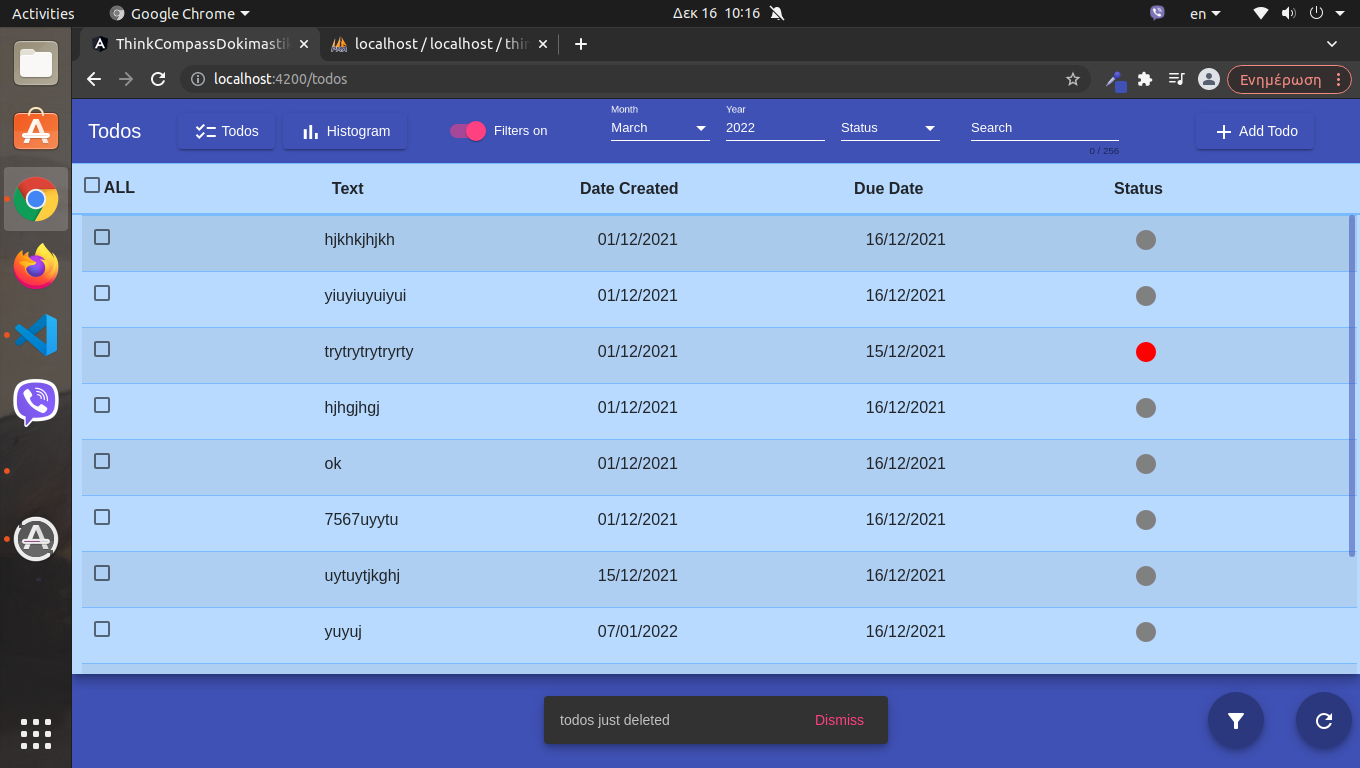 Activities Google Chrome Δεκ 16 10:16 en
ThinkCompassDokimastik localhost / localhost / thin
localhost:4200/todos Ενημέρωση
Month Year
Todos Todos Histogram Filters on March 2022 Status Search Add Todo
0 / 256
ALL Text Date Created Due Date Status
hjkhkjhjkh 01/12/2021 16/12/2021
yiuyiuyuiyui 01/12/2021 16/12/2021
trytrytrytryrty 01/12/2021 15/12/2021
hjhgjhgj 01/12/2021 16/12/2021
ok 01/12/2021 16/12/2021
7567uyytu 01/12/2021 16/12/2021
uytuytjkghj 15/12/2021 16/12/2021
yuyuj 07/01/2022 16/12/2021
todos just deleted Dismiss